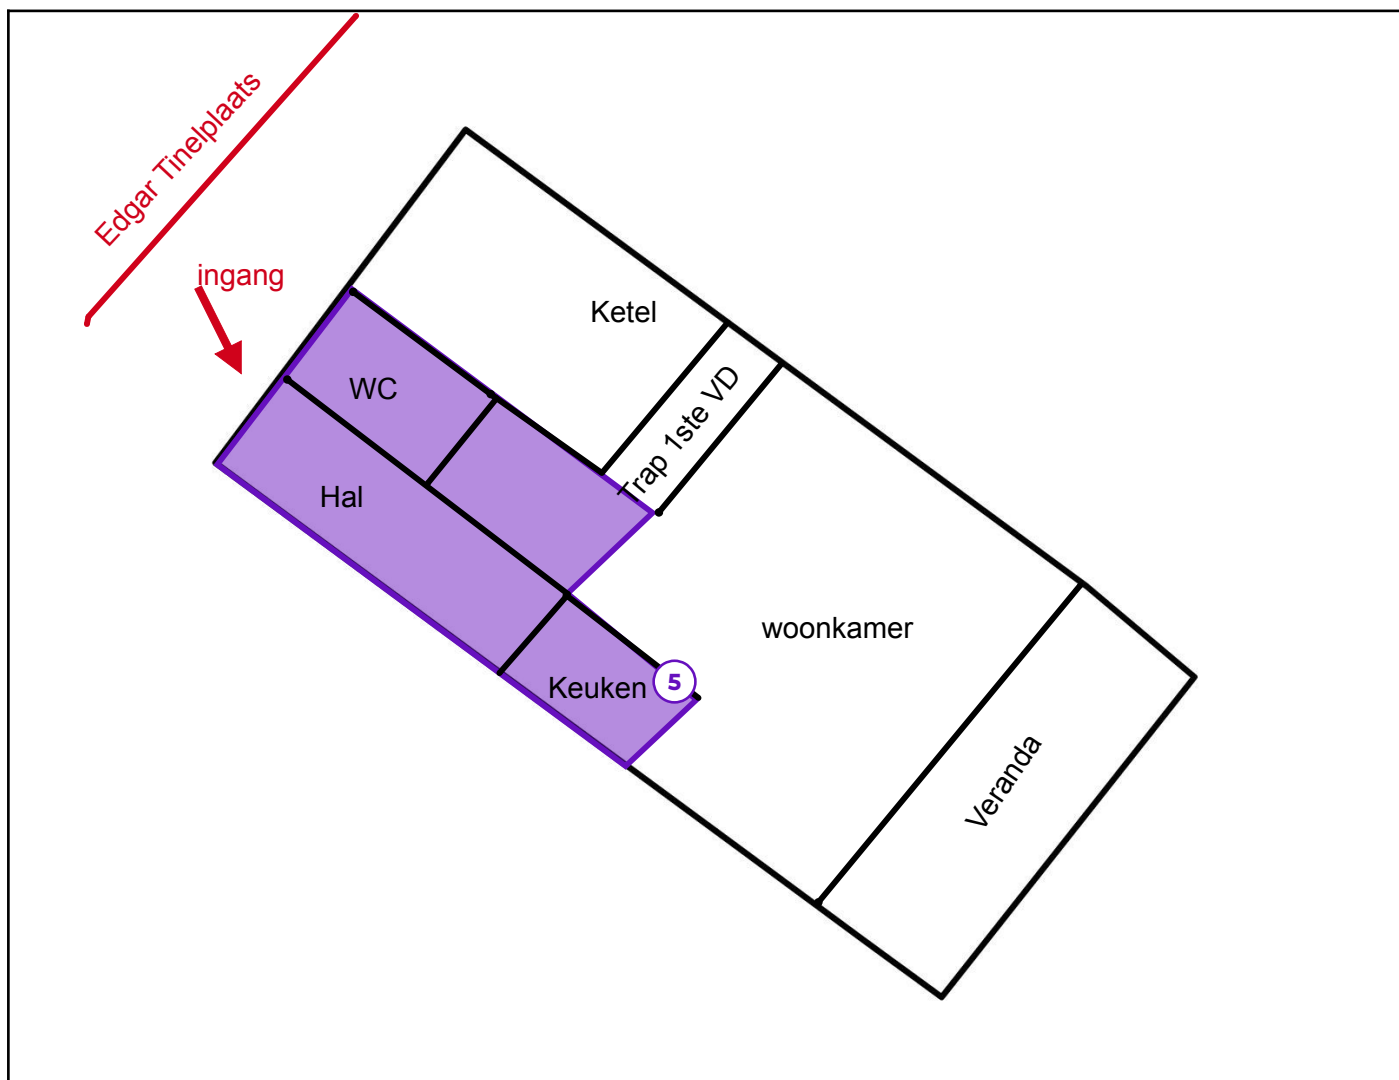 Edgar Tinelplaats
ingang
Ketel
WC
Trap 1ste VD
Hal
woonkamer
Keuken
5
Veranda